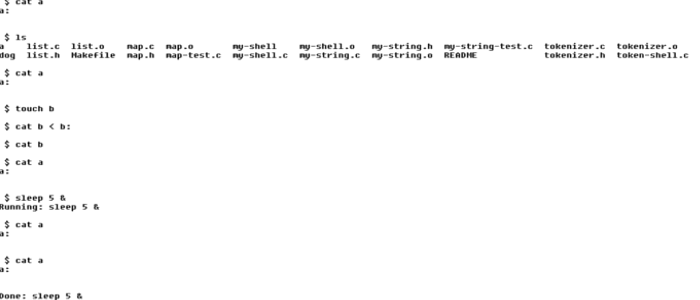 $ cat a
a:
$ ls
a list.c list.o map.c map.o my-shell my-shell.o my-string.h my-string-test.c tokenizer.c tokenizer.o
dog list.h Makefile map.h map-test.c my-shell.c my-string.c my-string.o README tokenizer.h token-shell.c
$ cat a
a:
$ touch b
$ cat b < b:
$ cat b
$ cat a
a:
$ sleep 5 &
Running: sleep 5 &
$ cat a
a:
$ cat a
a:
Done: sleep 5 &